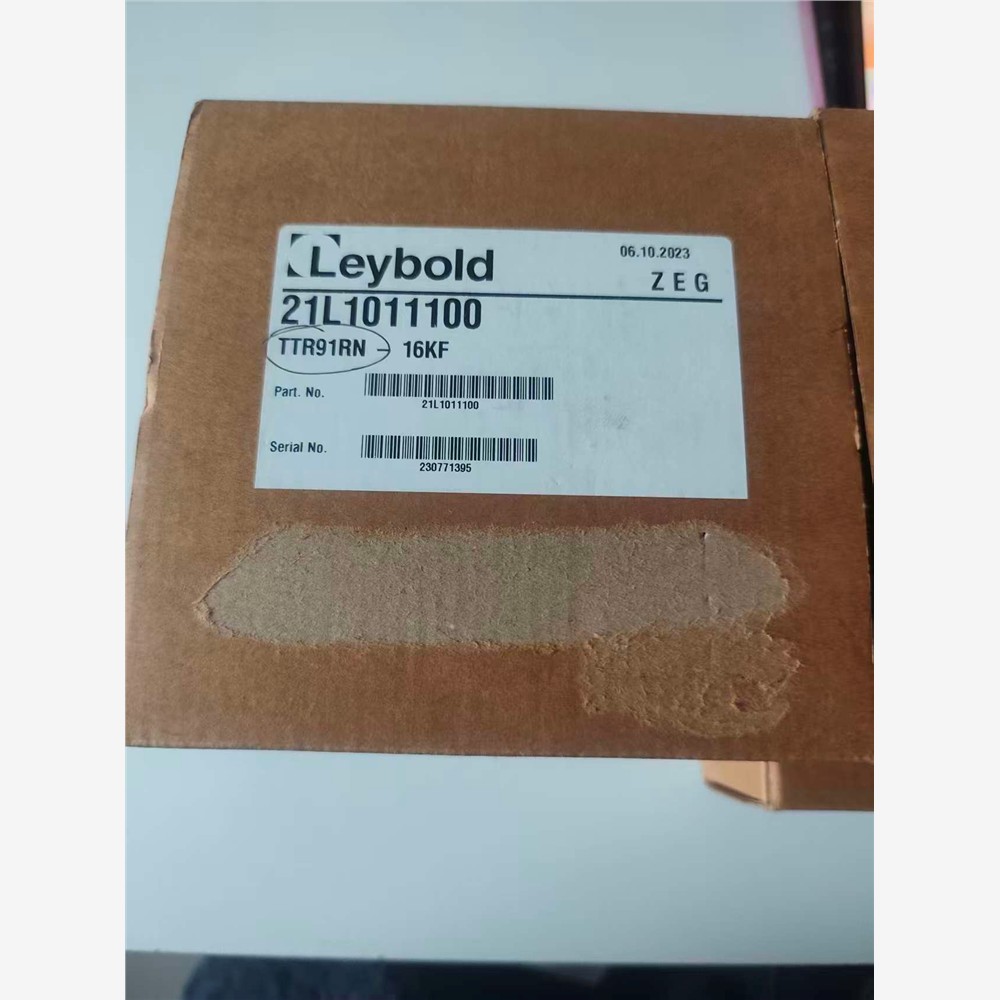 Leybold
06.10.2023
ZEG
21L1011100
TTR91RN - 16KF
Part. No.
21L1011100
Serial No.
230771395